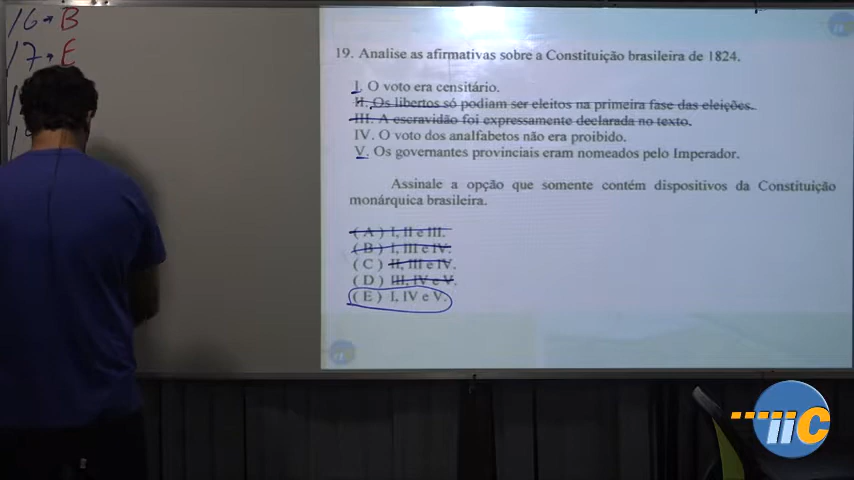 16 → B
17 → E
19. Analise as afirmativas sobre a Constituição brasileira de 1824.
I. O voto era censitário.
II. Os libertos só podiam ser eleitos na primeira fase das eleições.
III. A escravidão foi expressamente declarada no texto.
IV. O voto dos analfabetos não era proibido.
V. Os governantes provinciais eram nomeados pelo Imperador.
Assinale a opção que somente contém dispositivos da Constituição
monárquica brasileira.
( A ) I, II e III.
( B ) I, III e IV.
( C ) II, III e IV.
( D ) III, IV e V.
( E ) I, IV e V.
iiC